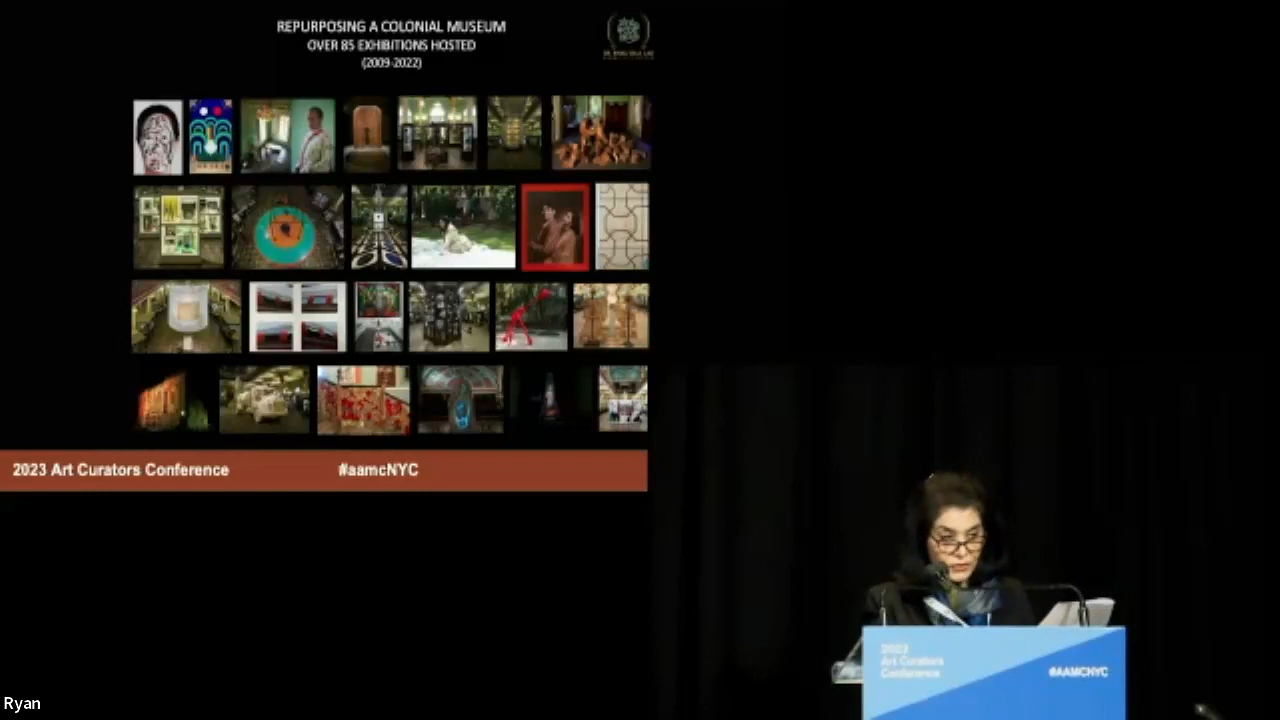 REPURPOSING A COLONIAL MUSEUM
OVER 85 EXHIBITIONS HOSTED
(2009-2022)
2023 Art Curators Conference
#aamcNYC
2023
Art Curators
Conference
#AAMCNYC
Ryan